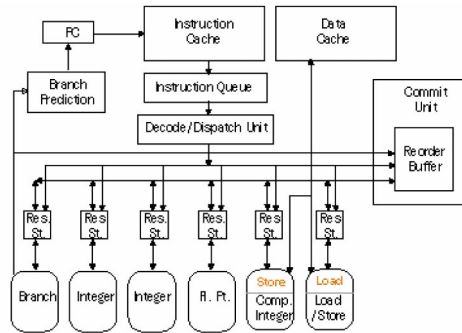 PC
Instruction
Cache
Data
Cache
Branch
Prediction
Instruction Queue
Decode/Dispatch Unit
Commit
Unit
Reorder
Buffer
Res.
St.
Res.
St.
Res.
St.
Res.
St.
Res.
St.
Res.
St.
Branch
Integer
Integer
Fl. Pt.
Store
Comp.
Integer
Load
Load
/Store